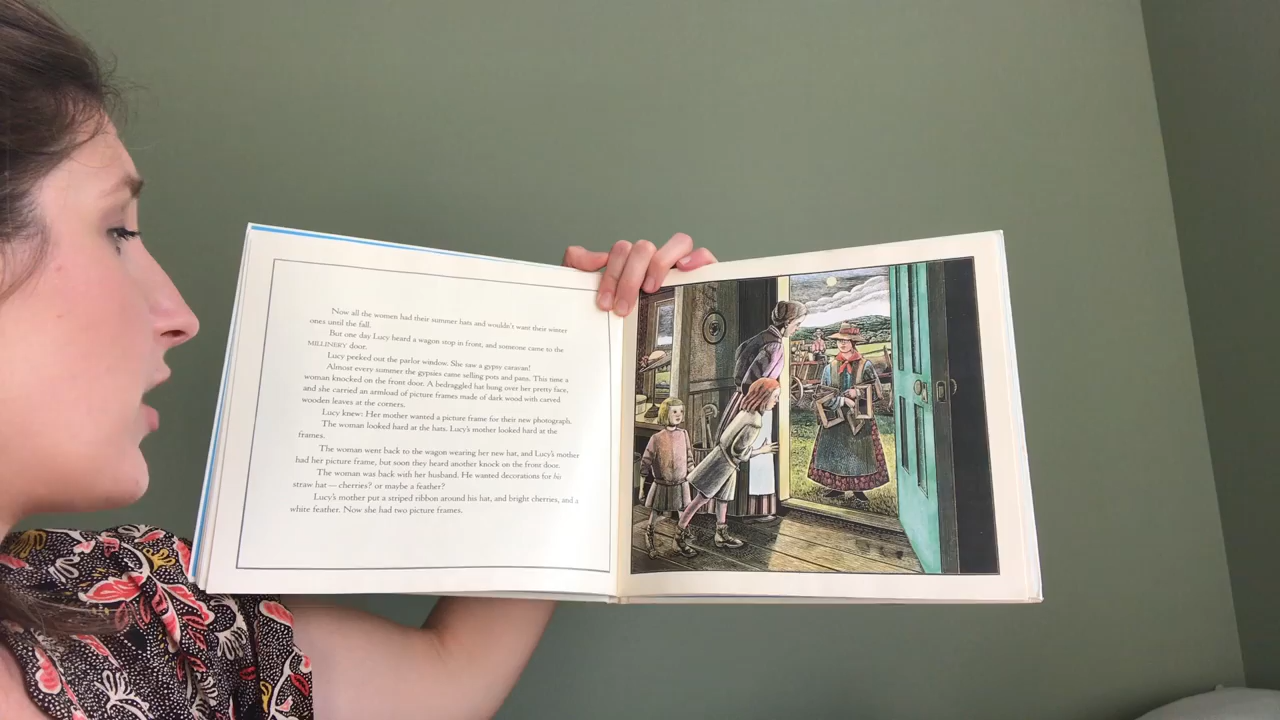 Now all the women had their summer hats and wouldn't want their winter
ones until the fall.
But one day Lucy heard a wagon stop in front, and someone came to the
MILLINERY door.
Lucy peeked out the parlor window. She saw a gypsy caravan!
Almost every summer the gypsies came selling pots and pans. This time a
woman knocked on the front door. A bedraggled hat hung over her pretty face,
and she carried an armload of picture frames made of dark wood with carved
wooden leaves at the corners.
Lucy knew: Her mother wanted a picture frame for their new photograph.
The woman looked hard at the hats. Lucy's mother looked hard at the
frames.
The woman went back to the wagon wearing her new hat, and Lucy's mother
had her picture frame, but soon they heard another knock on the front door.
The woman was back with her husband. He wanted decorations for his
straw hat — cherries? or maybe a feather?
Lucy's mother put a striped ribbon around his hat, and bright cherries, and a
white feather. Now she had two picture frames.